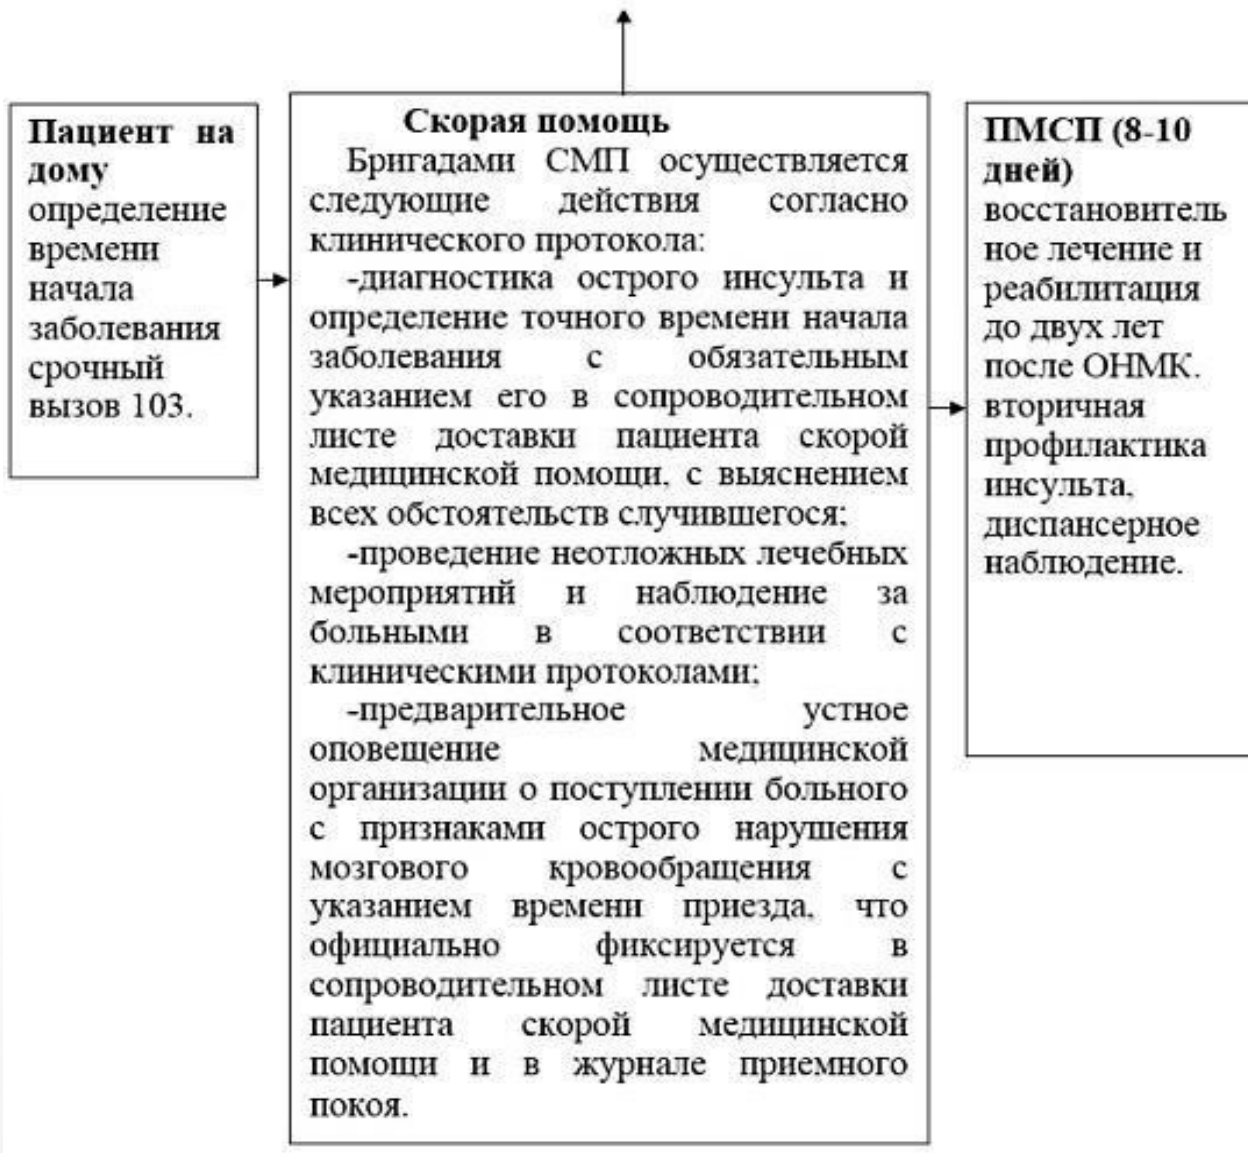 Пациент на
дому
определение
времени
начала
заболевания
срочный
вызов 103.
Скорая помощь
Бригадами СМП осуществляется
следующие действия согласно
клинического протокола:
-диагностика острого инсульта и
определение точного времени начала
заболевания с обязательным
указанием его в сопроводительном
листе доставки пациента скорой
медицинской помощи, с выяснением
всех обстоятельств случившегося;
-проведение неотложных лечебных
мероприятий и наблюдение за
больными в соответствии с
клиническими протоколами;
-предварительное устное
оповещение медицинской
организации о поступлении больного
с признаками острого нарушения
мозгового кровообращения с
указанием времени приезда, что
официально фиксируется в
сопроводительном листе доставки
пациента скорой медицинской
помощи и в журнале приемного
покоя.
ПМСП (8-10
дней)
восстановитель
ное лечение и
реабилитация
до двух лет
после ОНМК.
вторичная
профилактика
инсульта,
диспансерное
наблюдение.